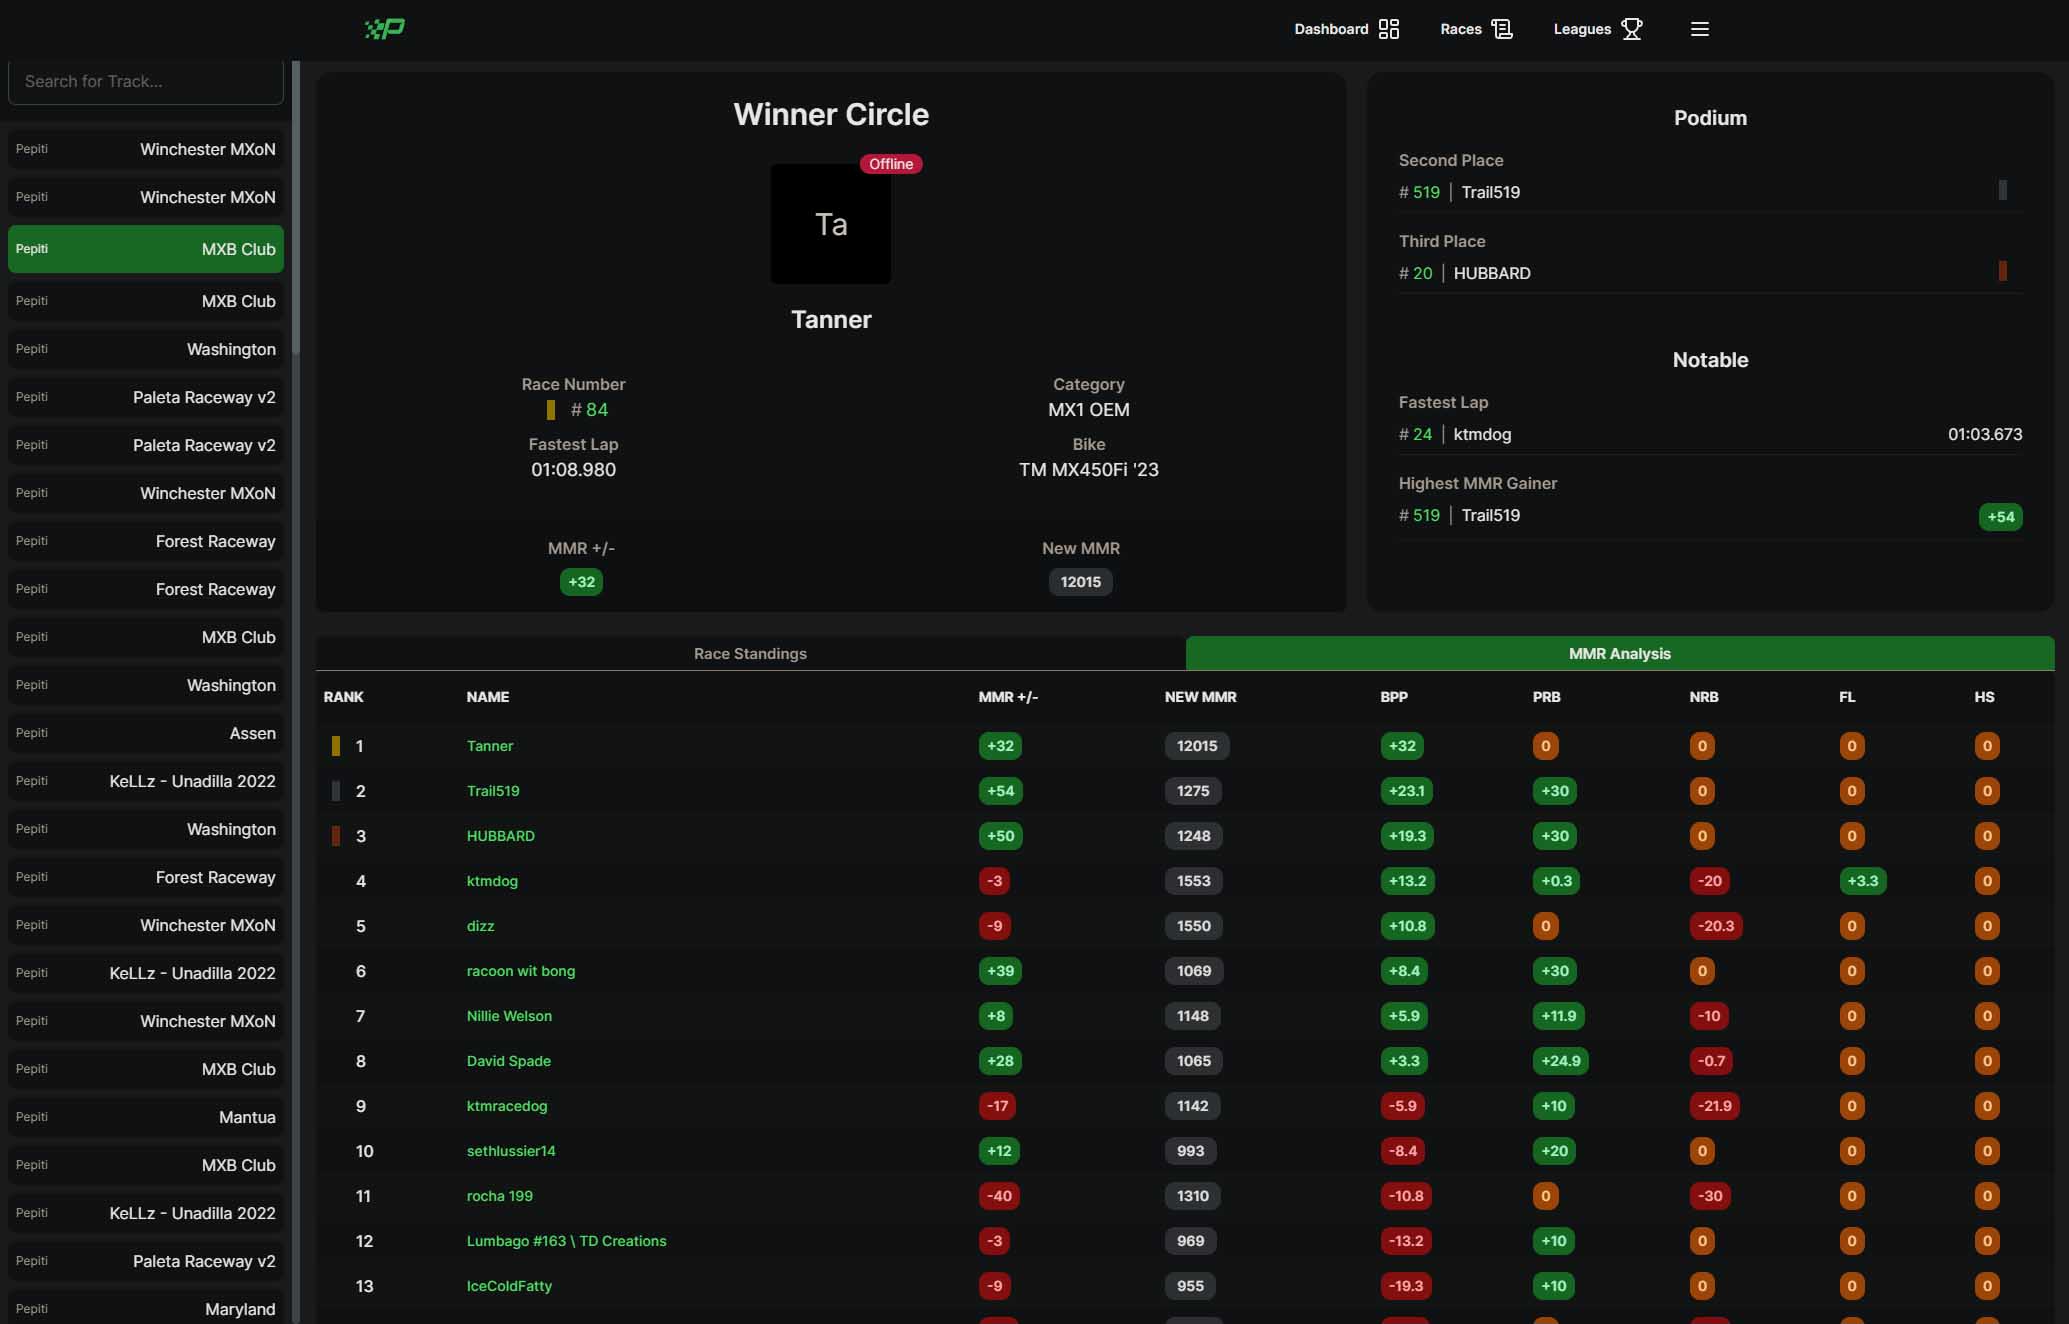 Dashboard Races Leagues
Search for Track...
Pepiti Winchester MXoN
Pepiti Winchester MXoN
Pepiti MXB Club
Pepiti MXB Club
Pepiti Washington
Pepiti Paleta Raceway v2
Pepiti Paleta Raceway v2
Pepiti Winchester MXoN
Pepiti Forest Raceway
Pepiti Forest Raceway
Pepiti MXB Club
Pepiti Washington
Pepiti Assen
Pepiti KeLLz - Unadilla 2022
Pepiti Washington
Pepiti Forest Raceway
Pepiti Winchester MXoN
Pepiti KeLLz - Unadilla 2022
Pepiti Winchester MXoN
Pepiti MXB Club
Pepiti Mantua
Pepiti MXB Club
Pepiti KeLLz - Unadilla 2022
Pepiti Paleta Raceway v2
Pepiti Maryland
Winner Circle
Offline
Ta
Tanner
Race Number
# 84
Fastest Lap
01:08.980
Category
MX1 OEM
Bike
TM MX450Fi '23
MMR +/-
+32
New MMR
12015
Podium
Second Place
# 519 | Trail519
Third Place
# 20 | HUBBARD
Notable
Fastest Lap
# 24 | ktmdog 01:03.673
Highest MMR Gainer
# 519 | Trail519 +54
Race Standings MMR Analysis
RANK NAME MMR +/- NEW MMR BPP PRB NRB FL HS
1 Tanner +32 12015 +32 0 0 0 0
2 Trail519 +54 1275 +23.1 +30 0 0 0
3 HUBBARD +50 1248 +19.3 +30 0 0 0
4 ktmdog -3 1553 +13.2 +0.3 -20 +3.3 0
5 dizz -9 1550 +10.8 0 -20.3 0 0
6 racoon wit bong +39 1069 +8.4 +30 0 0 0
7 Nillie Welson +8 1148 +5.9 +11.9 -10 0 0
8 David Spade +28 1065 +3.3 +24.9 -0.7 0 0
9 ktmracedog -17 1142 -5.9 +10 -21.9 0 0
10 sethlussier14 +12 993 -8.4 +20 0 0 0
11 rocha 199 -40 1310 -10.8 0 -30 0 0
12 Lumbago #163 \ TD Creations -3 969 -13.2 +10 0 0 0
13 IceColdFatty -9 955 -19.3 +10 0 0 0